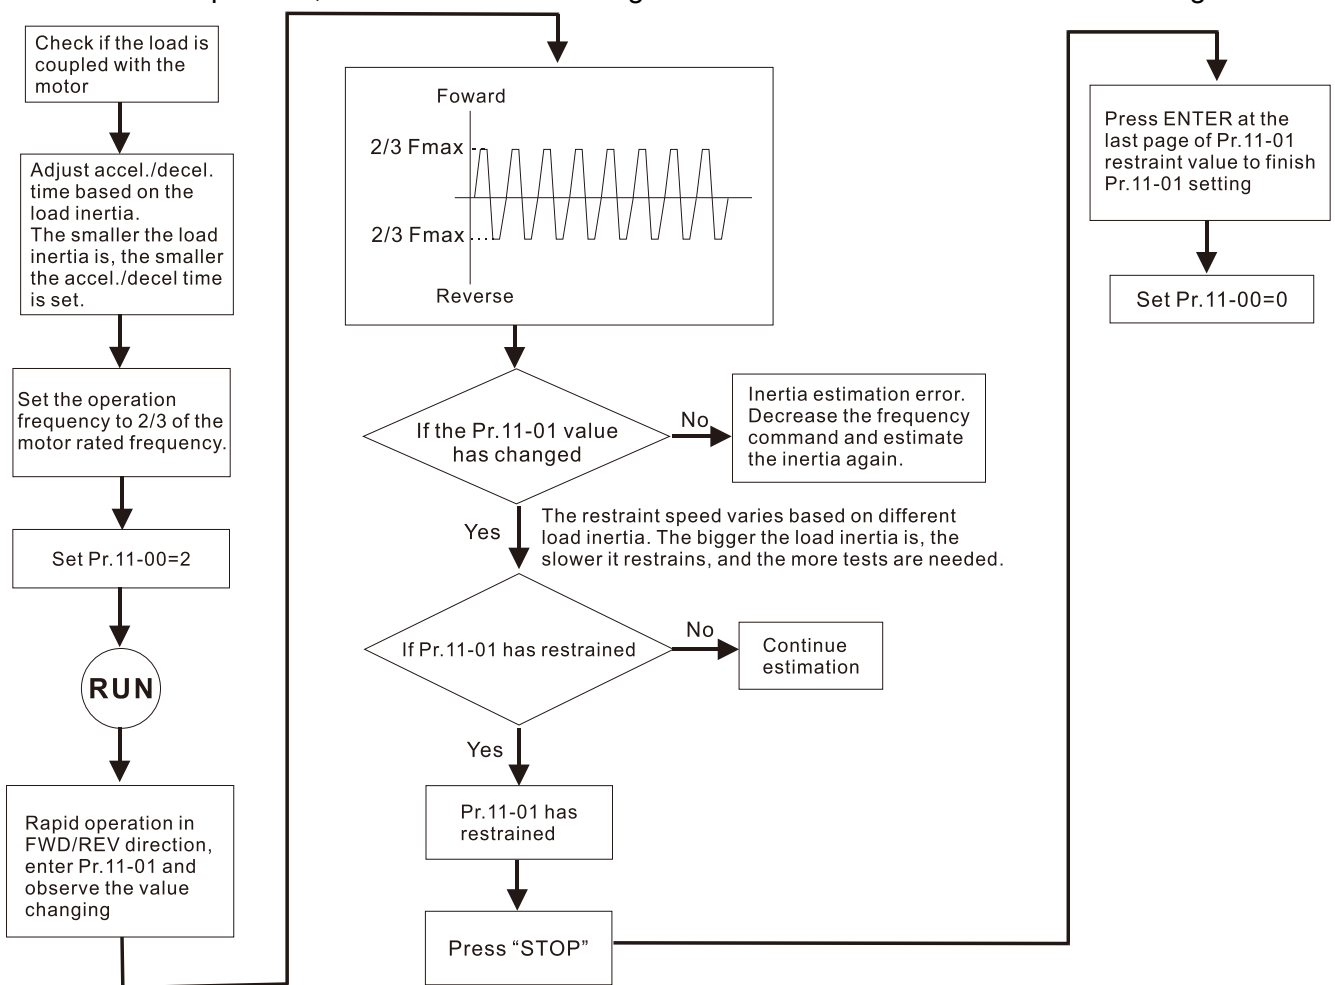 Check if the load is
coupled with the
motor
Adjust accel./decel.
time based on the
load inertia.
The smaller the load
inertia is, the smaller
the accel./decel time
is set.
Set the operation
frequency to 2/3 of the
motor rated frequency.
Set Pr.11-00=2
RUN
Rapid operation in
FWD/REV direction,
enter Pr.11-01 and
observe the value
changing
Foward
2/3 Fmax
2/3 Fmax
Reverse
If the Pr.11-01 value
has changed
No
Inertia estimation error.
Decrease the frequency
command and estimate
the inertia again.
Yes
The restraint speed varies based on different
load inertia. The bigger the load inertia is, the
slower it restrains, and the more tests are needed.
If Pr.11-01 has restrained
No
Continue
estimation
Yes
Pr.11-01 has
restrained
Press “STOP”
Press ENTER at the
last page of Pr.11-01
restraint value to finish
Pr.11-01 setting
Set Pr.11-00=0